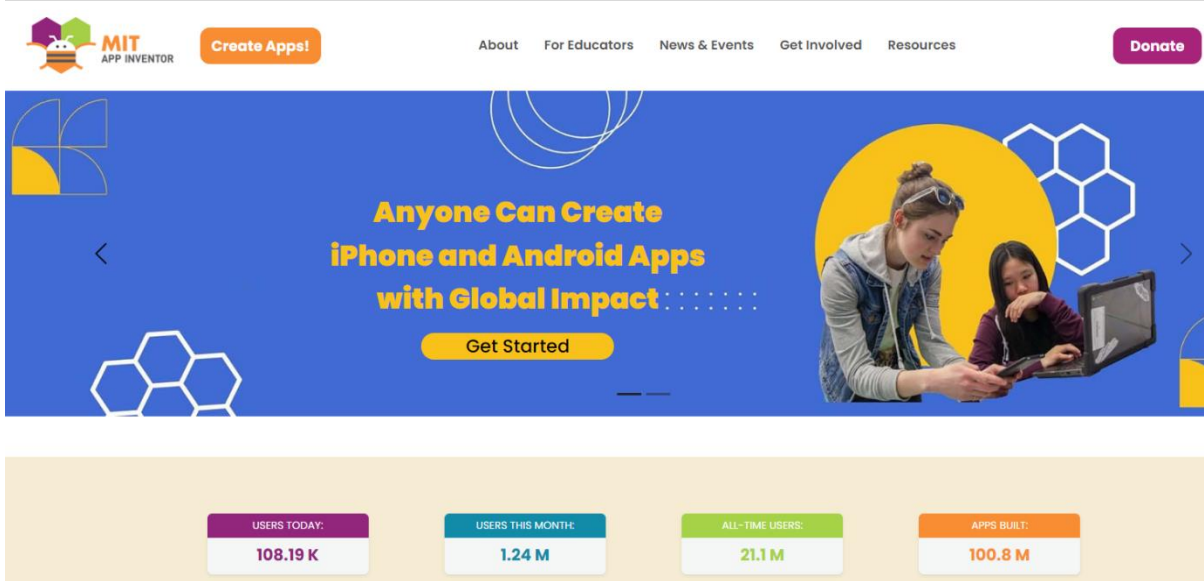 MIT
APP INVENTOR
Create Apps!
About
For Educators
News & Events
Get Involved
Resources
Donate
Anyone Can Create
iPhone and Android Apps
with Global Impact
Get Started
USERS TODAY:
108.19 K
USERS THIS MONTH:
1.24 M
ALL-TIME USERS:
21.1 M
APPS BUILT:
100.8 M